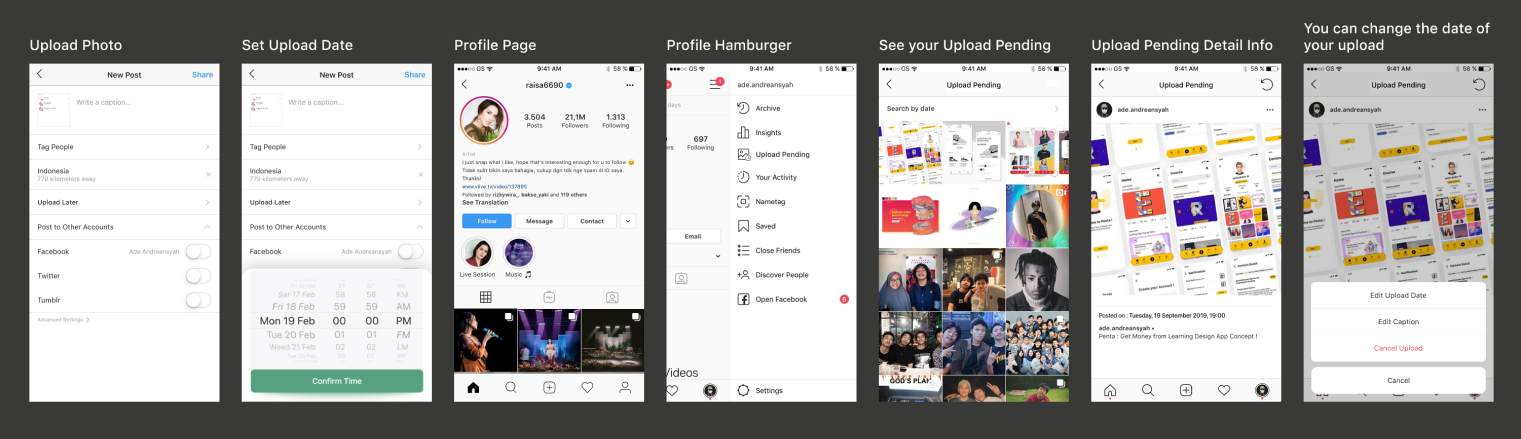 Upload Photo
New Post
Share
Write a caption...
Tag People
Indonesia
779 kilometers away
Upload Later
Post to Other Accounts
Facebook
Ade Andreansyah
Twitter
Tumblr
Advanced Settings
Set Upload Date
New Post
Share
Write a caption...
Tag People
Indonesia
779 kilometers away
Upload Later
Post to Other Accounts
Facebook
Ade Andreansyah
Sat 17 Feb 58 58 KM
Fri 18 Feb 59 59 AM
Mon 19 Feb 00 00 PM
Tue 20 Feb 01 01 FM
02 02 LM
Confirm Time
Profile Page
GS 9:41 AM 58 %
raisa6690
3.504 21,1M 1.313
Posts Followers Following
Artist
I just snap what I like, hope that's interesting enough for u to follow
Tidak sulit bikin saya bahagia, cukup dgn tdk nge spam di IG saya.
Thanks!
www.vlive.tv/video/137895
Followed by rizkywira_, bakso_yaki and 119 others
See Translation
Follow Message Contact
Live Session Music
Profile Hamburger
GS 9:41 AM 58 %
1
ade.andreansyah
697
Following
Email
/ideos
Archive
Insights
Upload Pending
Your Activity
Nametag
Saved
Close Friends
Discover People
Open Facebook 6
Settings
See your Upload Pending
GS 9:41 AM 58 %
Upload Pending
Search by date
GOD'S PLAN
Upload Pending Detail Info
GS 9:41 AM 58 %
Upload Pending
ade.andreansyah
Create your Account !
Posted on : Tuesday, 19 September 2019, 19:00
ade.andreansyah •
Penta : Get Money from Learning Design App Concept !
You can change the date of
your upload
GS 9:41 AM 58 %
Upload Pending
ade.andreansyah
Edit Upload Date
Edit Caption
Cancel Upload
Cancel